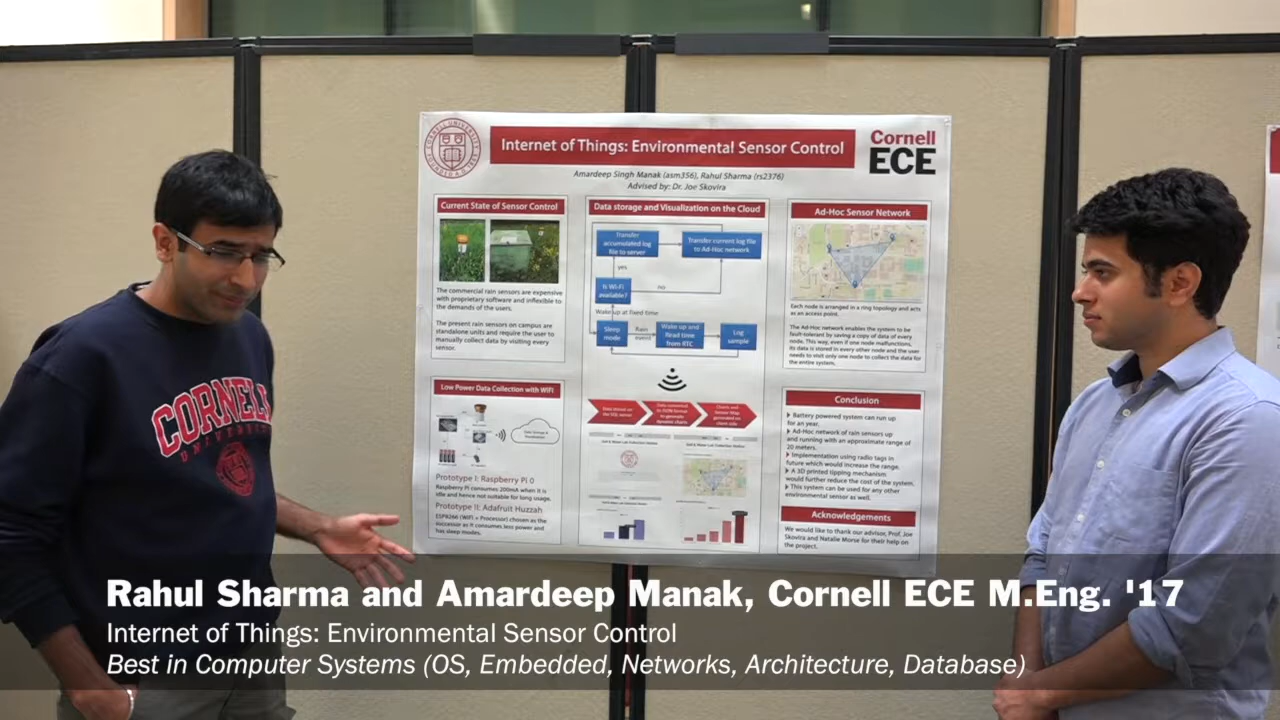 Internet of Things: Environmental Sensor Control
Cornell
ECE
Amardeep Singh Manak (asm356), Rahul Sharma (rs2376)
Advised by: Dr. Joe Skovira
Current State of Sensor Control
The commercial rain sensors are expensive
with proprietary software and inflexible to
the demands of the users.
The present rain sensors on campus are
standalone units and require the user to
manually collect data by visiting every
sensor.
Low Power Data Collection with WiFi
Prototype I: Raspberry Pi 0
Raspberry Pi consumes 200mA when it is
idle and hence not suitable for long usage.
Prototype II: Adafruit Huzzah
ESP8266 (WiFi + Processor) chosen as the
successor as it consumes less power and
has sleep modes.
Data storage and Visualization on the Cloud
Transfer
accumulated log
file to server
Transfer current log file
to Ad-Hoc network
yes
Is Wi-Fi
available?
no
Wake up at fixed time
Sleep
mode
Rain
Wake up and
Read time
from RTC
Log
sample
Ad-Hoc Sensor Network
Each node is arranged in a ring topology and acts
as an access point.
The Ad-Hoc network enables the system to be
fault-tolerant by saving a copy of data of every
node. This way, even if one node malfunctions,
its data is stored in every other node and the user
needs to visit only one node to collect the data for
the entire system.
Conclusion
Battery powered system can run up
for an year.
Ad-Hoc network of rain sensors up
and running with an approximate range of
20 meters.
Implementation using radio tags in
future which would increase the range.
A 3D printed tipping mechanism
would further reduce the cost of the system.
This system can be used for any other
environmental sensor as well.
Acknowledgements
We would like to thank our advisor, Prof. Joe
Skovira and Natalie Morse for their help on
the project.
CORNELL
UNIVERSITY
Rahul Sharma and Amardeep Manak, Cornell ECE M.Eng. '17
Internet of Things: Environmental Sensor Control
Best in Computer Systems (OS, Embedded, Networks, Architecture, Database)